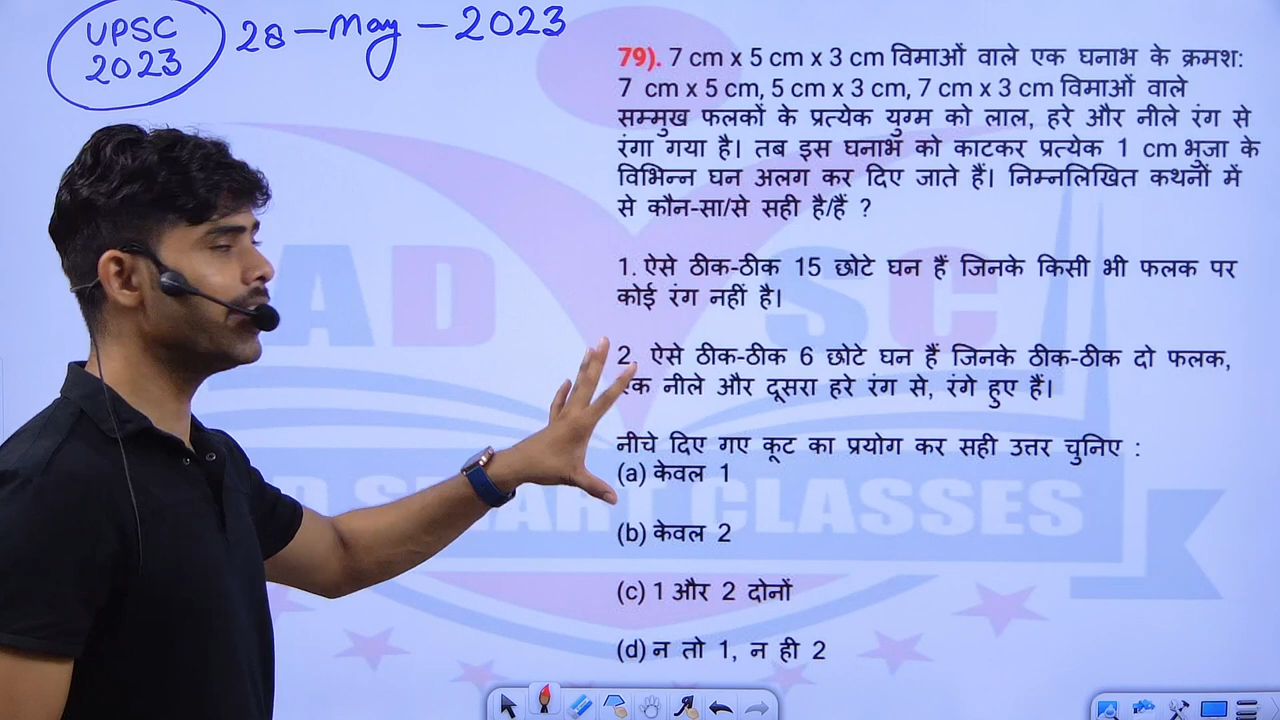 UPSC
2023
28-May-2023
79). 7 cm x 5 cm x 3 cm विमाओं वाले एक घनाभ के क्रमश:
7 cm x 5 cm, 5 cm x 3 cm, 7 cm x 3 cm विमाओं वाले
सम्मुख फलकों के प्रत्येक युग्म को लाल, हरे और नीले रंग से
रंगा गया है। तब इस घनाभ को काटकर प्रत्येक 1 cm भुजा के
विभिन्न घन अलग कर दिए जाते हैं। निम्नलिखित कथनों में
से कौन-सा/से सही है/हैं ?
1. ऐसे ठीक-ठीक 15 छोटे घन हैं जिनके किसी भी फलक पर
कोई रंग नहीं है।
2. ऐसे ठीक-ठीक 6 छोटे घन हैं जिनके ठीक-ठीक दो फलक,
नीले और दूसरा हरे रंग से, रंगे हुए हैं।
नीचे दिए गए कूट का प्रयोग कर सही उत्तर चुनिए :
(a) केवल 1
(b) केवल 2
(c) 1 और 2 दोनों
(d) न तो 1, न ही 2
AD SC
SMART CLASSES